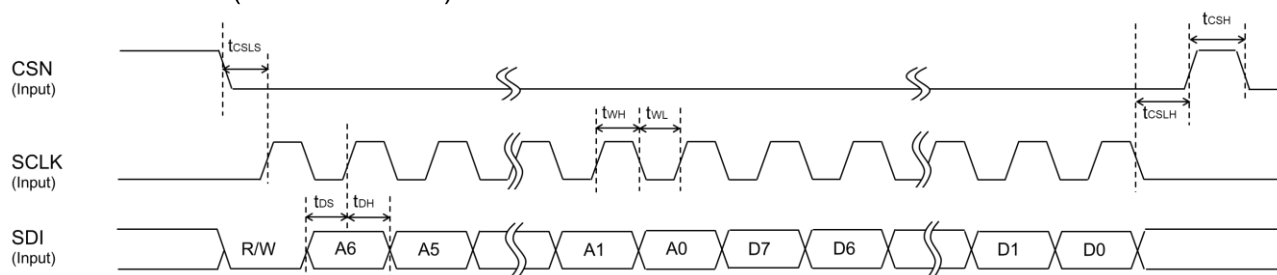 tCSLS
tCSH
CSN
(Input)
tCSLH
tWH
tWL
SCLK
(Input)
tDS
tDH
SDI
(Input)
R/W
A6
A5
A1
A0
D7
D6
D1
D0